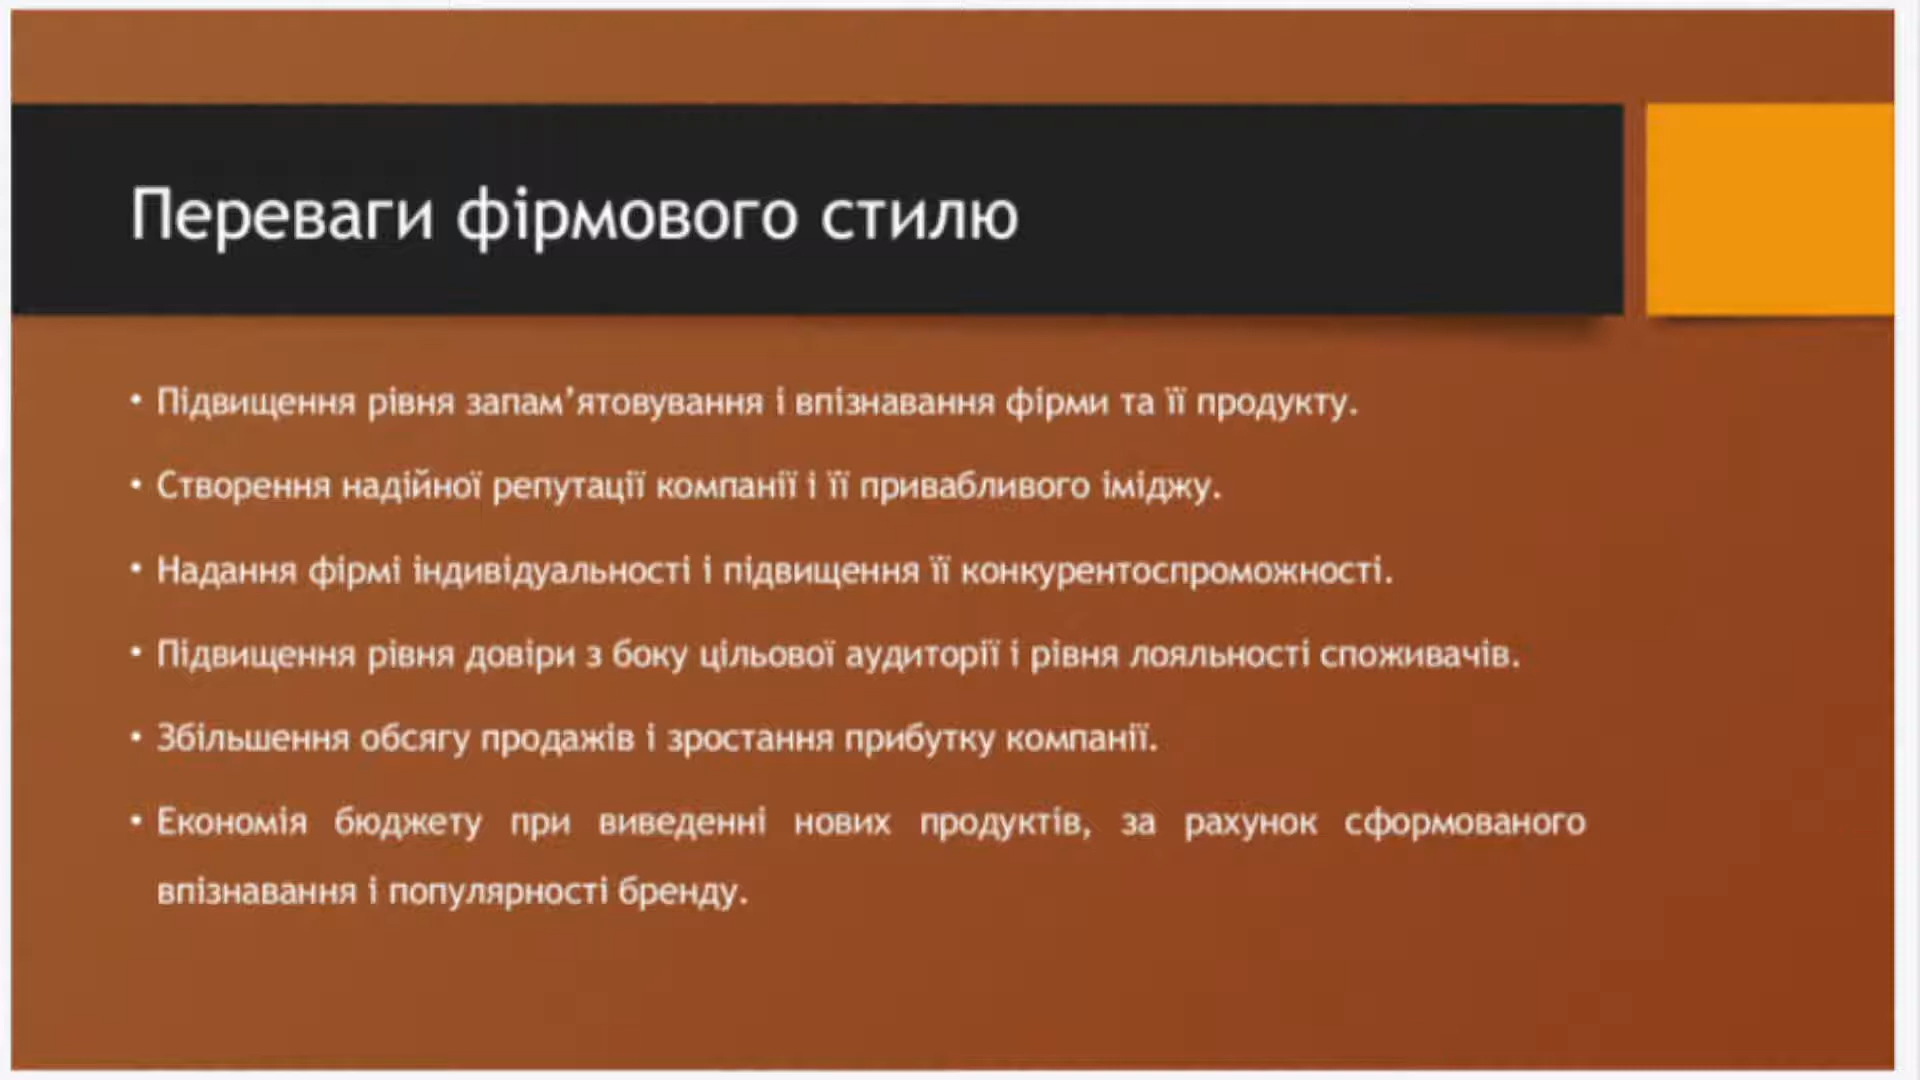 Переваги фірмового стилю
• Підвищення рівня запам’ятовування і впізнавання фірми та її продукту.
• Створення надійної репутації компанії і її привабливого іміджу.
• Надання фірмі індивідуальності і підвищення її конкурентоспроможності.
• Підвищення рівня довіри з боку цільової аудиторії і рівня лояльності споживачів.
• Збільшення обсягу продажів і зростання прибутку компанії.
• Економія бюджету при виведенні нових продуктів, за рахунок сформованого
впізнавання і популярності бренду.